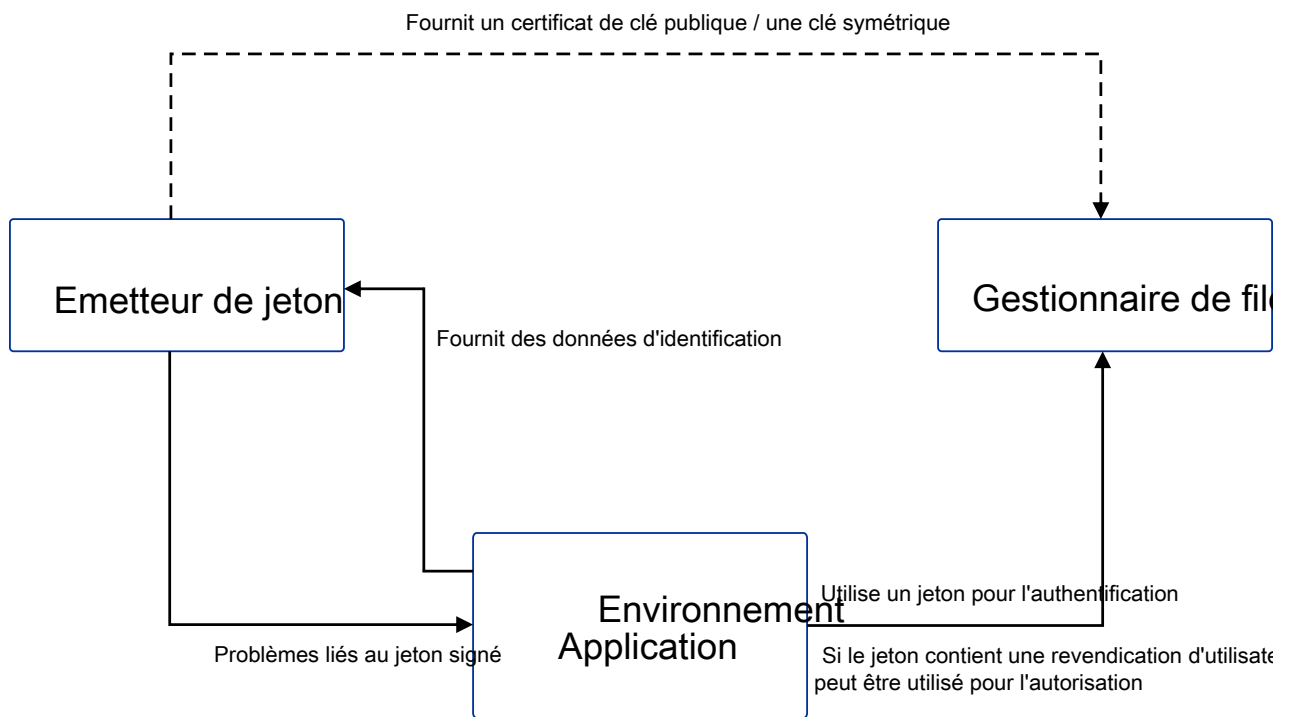 Fournit un certificat de clé publique / une clé symétrique
Emetteur de jeton
Gestionnaire de file
Fournit des données d'identification
Environnement
Application
Utilise un jeton pour l'authentification
Problèmes liés au jeton signé
Si le jeton contient une revendication d'utilisate
peut être utilisé pour l'autorisation